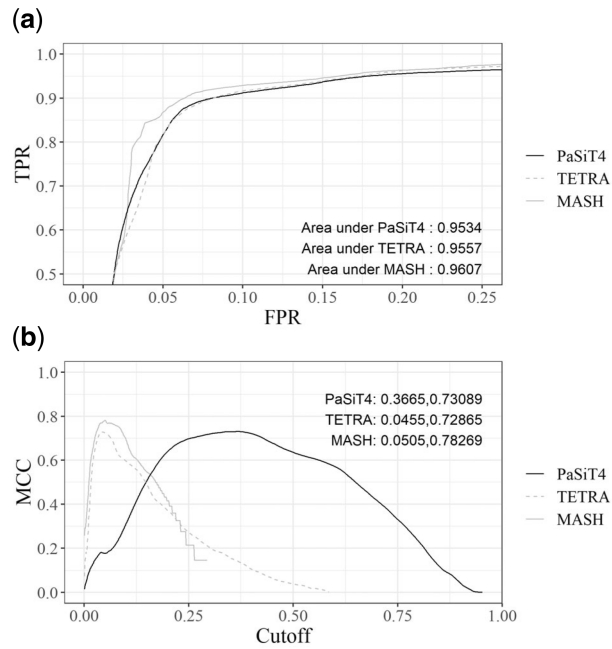 (a)
1.0
0.9
0.8
0.7
0.6
0.5
TPR
Area under PaSiT4 : 0.9534
Area under TETRA : 0.9557
Area under MASH : 0.9607
0.00 0.05 0.10 0.15 0.20 0.25
FPR
PaSiT4
TETRA
MASH
(b)
1.0
0.8
0.6
0.4
0.2
0.0
MCC
PaSiT4: 0.3665,0.73089
TETRA: 0.0455,0.72865
MASH: 0.0505,0.78269
0.00 0.25 0.50 0.75 1.00
Cutoff
PaSiT4
TETRA
MASH